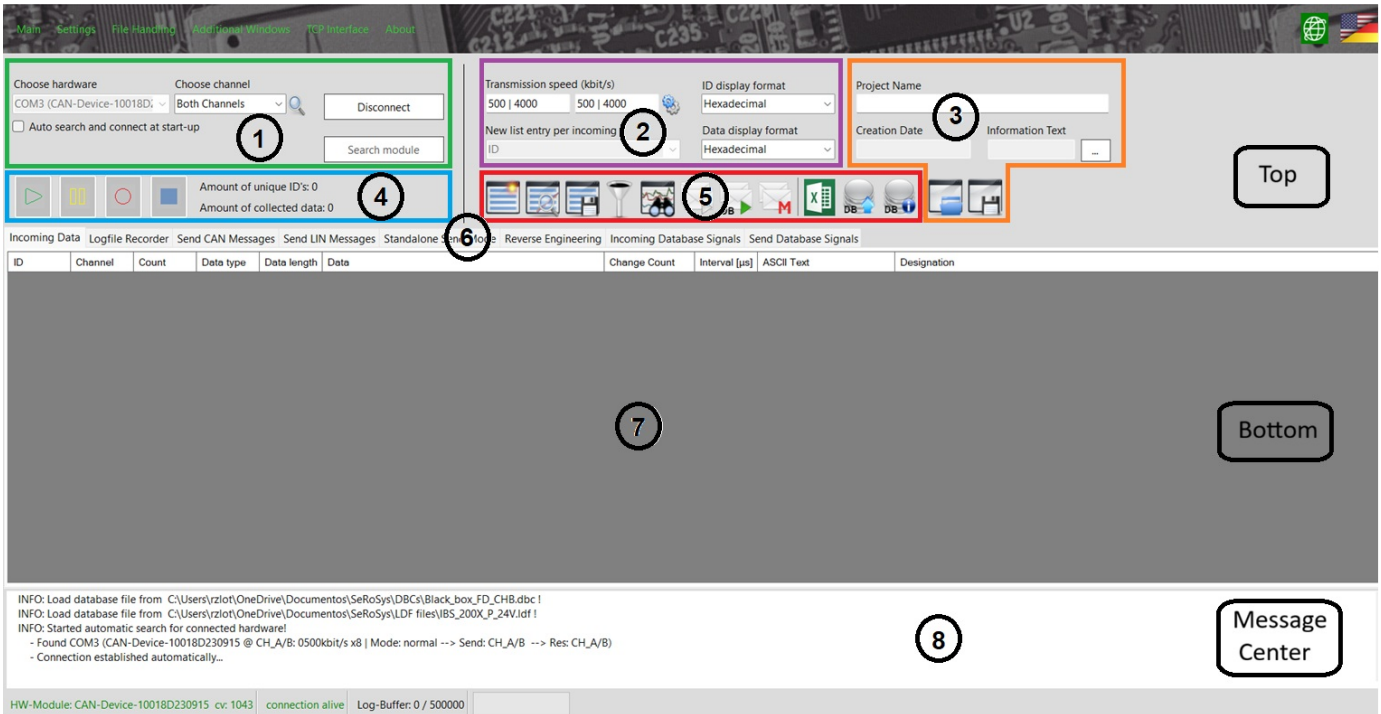 Main Settings File Handling Additional Windows TCP Interface About
Choose hardware Choose channel
COM3 (CAN-Device-10018D: Both Channels Disconnect
Auto search and connect at start-up
Search module
1
Transmission speed (kbit/s) ID display format
500 | 4000 500 | 4000 Hexadecimal
New list entry per incoming Data display format
ID Hexadecimal
2
Project Name
3
Creation Date Information Text
...
Top
Amount of unique ID's: 0
Amount of collected data: 0
4
5
DB M X DB DB
6
Incoming Data Logfile Recorder Send CAN Messages Send LIN Messages Standalone Reverse Engineering Incoming Database Signals Send Database Signals
ID Channel Count Data type Data length Data Change Count Interval [µs] ASCII Text Designation
7
Bottom
INFO: Load database file from C:\Users\rzlot\OneDrive\Documentos\SeRoSys\DBCs\Black_box_FD_CHB.dbc !
INFO: Load database file from C:\Users\rzlot\OneDrive\Documentos\SeRoSys\LDF files\IBS_200X_P_24V.ldf !
INFO: Started automatic search for connected hardware!
- Found COM3 (CAN-Device-10018D230915 @ CH_A/B: 0500kbit/s x8 | Mode: normal --> Send: CH_A/B --> Res: CH_A/B)
- Connection established automatically...
8
Message
Center
HW-Module: CAN-Device-10018D230915 cv: 1043 connection alive Log-Buffer: 0 / 500000